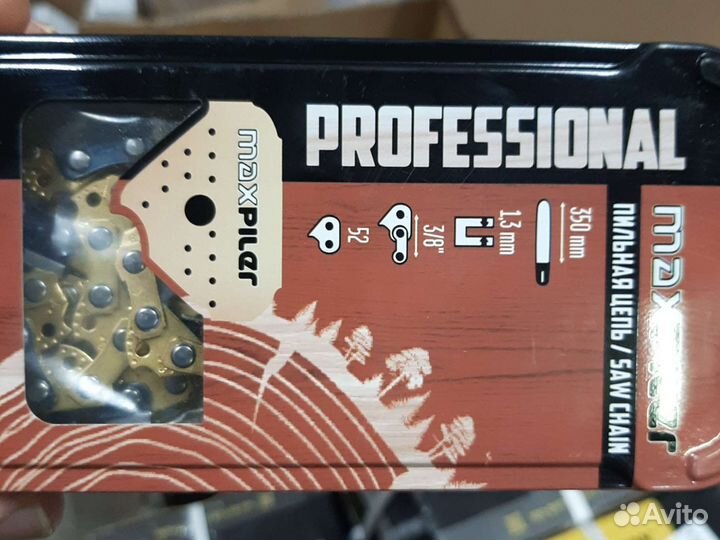 PROFESSIONAL
maxPILar
350 mm
1.3 mm
3/8"
52
maxPILar
ПИЛЬНАЯ ЦЕПЬ / SAW CHAIN
Avito